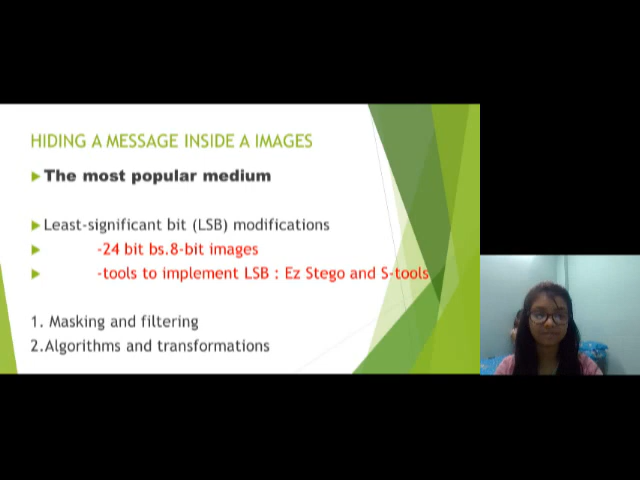 HIDING A MESSAGE INSIDE A IMAGES
The most popular medium
Least-significant bit (LSB) modifications
-24 bit bs.8-bit images
-tools to implement LSB : Ez Stego and S-tools
1. Masking and filtering
2.Algorithms and transformations